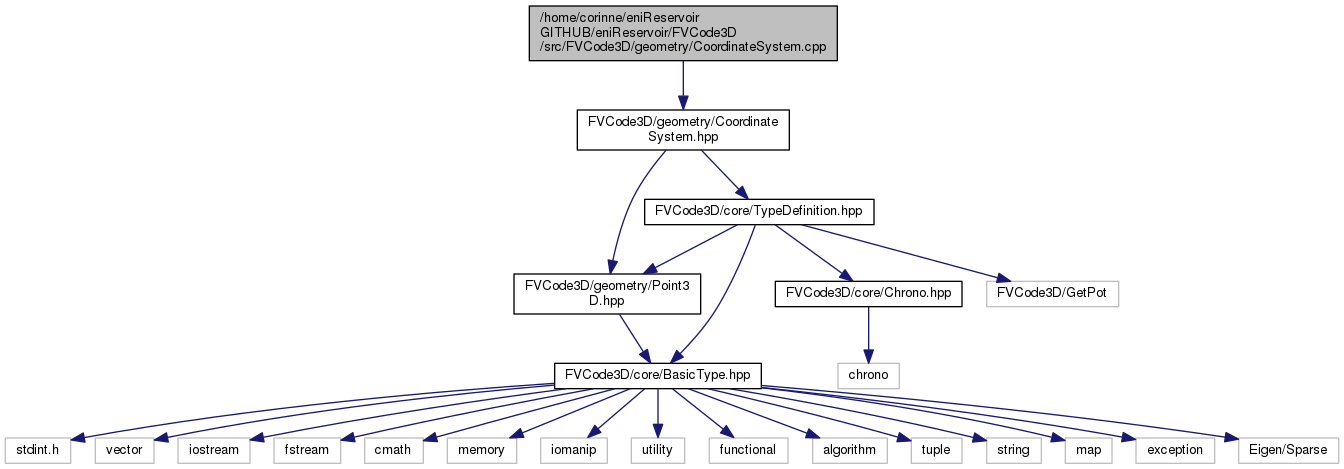 /home/corinne/eniReservoir
GITHUB/eniReservoir/FVCode3D
/src/FVCode3D/geometry/CoordinateSystem.cpp
FVCode3D/geometry/Coordinate
System.hpp
FVCode3D/core/TypeDefinition.hpp
FVCode3D/geometry/Point3
D.hpp
FVCode3D/core/Chrono.hpp
FVCode3D/GetPot
FVCode3D/core/BasicType.hpp
chrono
stdint.h
vector
iostream
fstream
cmath
memory
iomanip
utility
functional
algorithm
tuple
string
map
exception
Eigen/Sparse